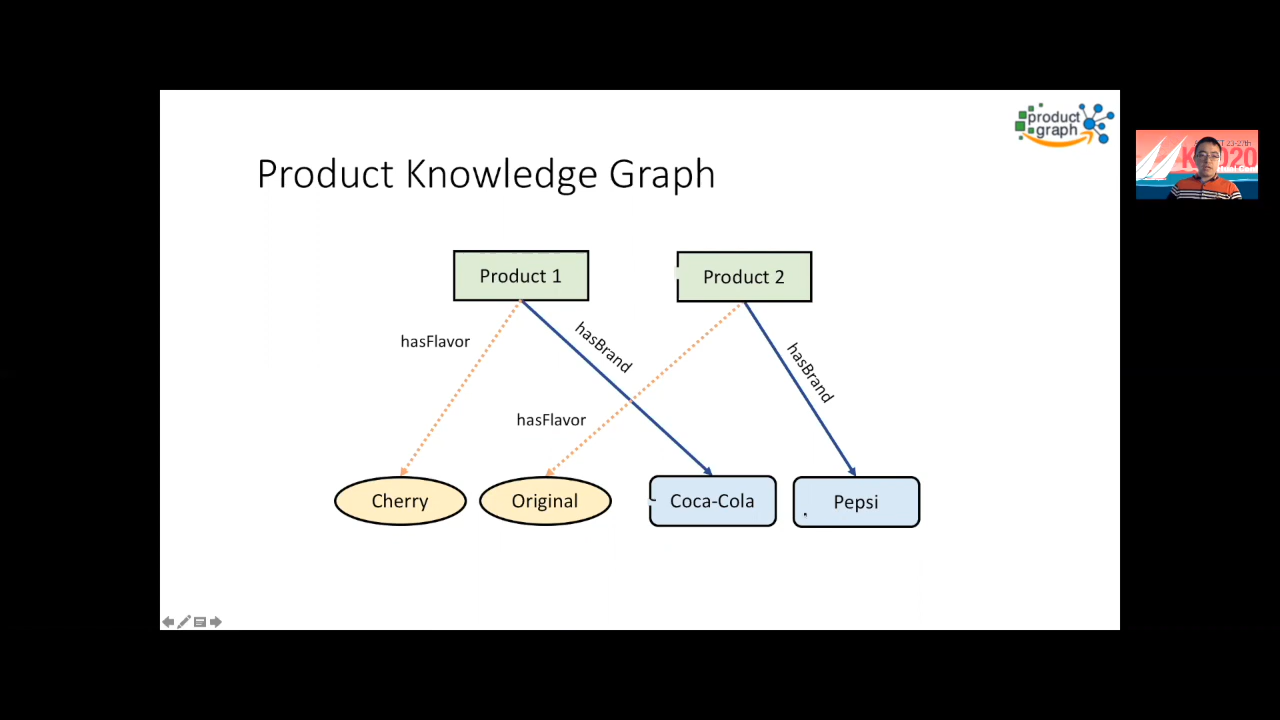 product
graph
Product Knowledge Graph
Product 1
Product 2
hasFlavor
hasBrand
hasBrand
hasFlavor
Cherry
Original
Coca-Cola
Pepsi